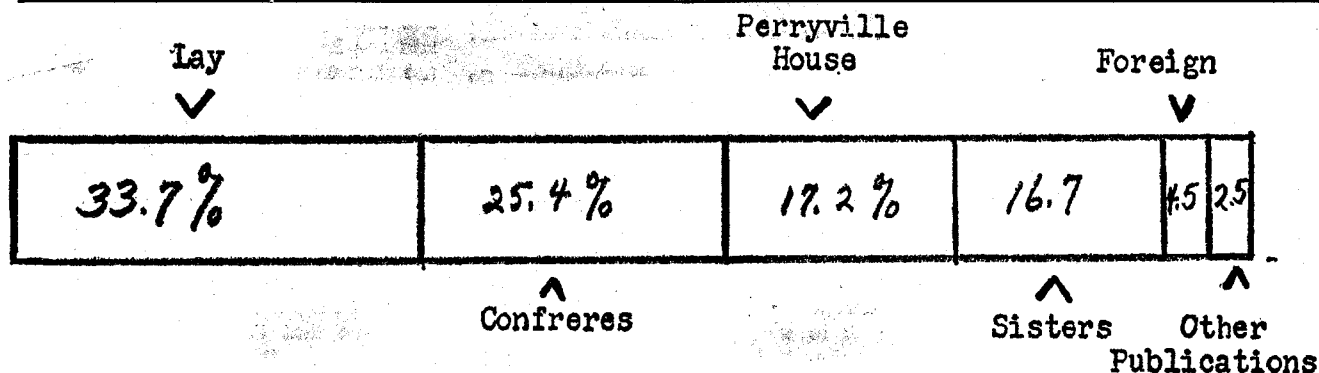 Lay
Perryville
House
Foreign
33.7%
25.4%
17.2%
16.7
4.5
2.5
Confreres
Sisters
Other
Publications